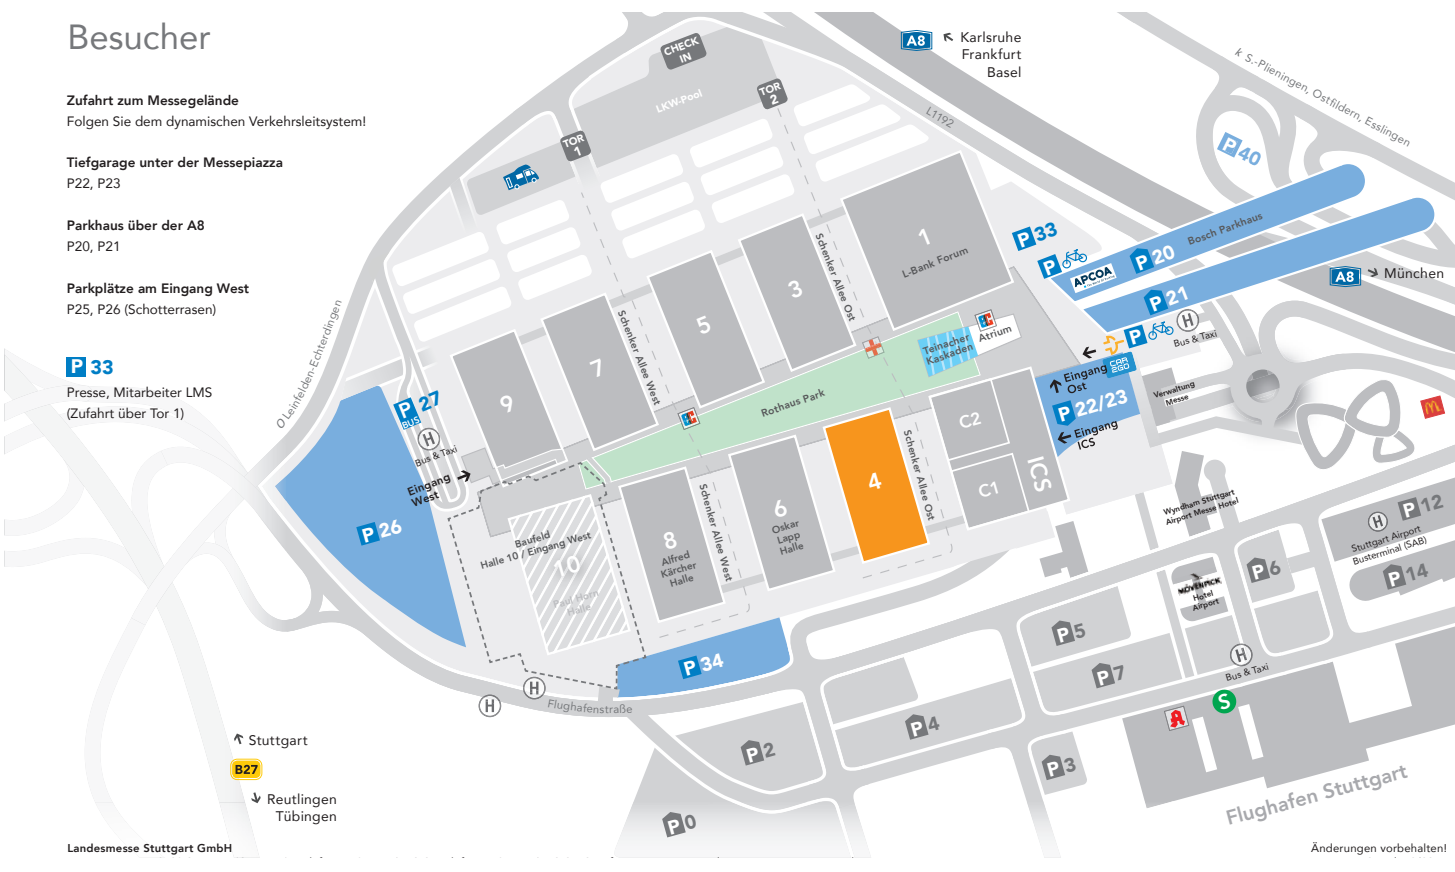 Besucher
Zufahrt zum Messegelände
Folgen Sie dem dynamischen Verkehrsleitsystem!
Tiefgarage unter der Messepiazza
P22, P23
Parkhaus über der A8
P20, P21
Parkplätze am Eingang West
P25, P26 (Schotterrasen)
P 33
Presse, Mitarbeiter LMS
(Zufahrt über Tor 1)
CHECK
IN
LKW-Pool
TOR
2
TOR
1
A8
Karlsruhe
Frankfurt
Basel
L1192
k S.-Plieningen, Ostfildern, Esslingen
P 40
Bosch Parkhaus
P 20
P 21
APCOA
P 33
P
A8
München
P
H
Bus & Taxi
1
L-Bank Forum
3
5
7
9
Schenker Allee Ost
Schenker Allee West
Teinacher
Kaskaden
Atrium
Rothaus Park
Eingang
Ost
CAR
2GO
P 22/23
Eingang
ICS
Verwaltung
Messe
O Leinfelden-Echterdingen
P 27
BUS
H
Bus & Taxi
Eingang
West
P 26
Baufeld
Halle 10 / Eingang West
10
Paul Horn
Halle
8
Alfred
Kärcher
Halle
Schenker Allee West
6
Oskar
Lapp
Halle
4
Schenker Allee Ost
C2
C1
ICS
Wyndham Stuttgart
Airport Messe Hotel
P 12
H
Stuttgart Airport
Busterminal (SAB)
P 14
P 6
MÖVENPICK
Hotel
Airport
P 5
P 7
H
Bus & Taxi
S
P 34
H
H
Flughafenstraße
P 4
P 2
P 3
P 0
Flughafen Stuttgart
Stuttgart
B27
Reutlingen
Tübingen
Landesmesse Stuttgart GmbH
Änderungen vorbehalten!